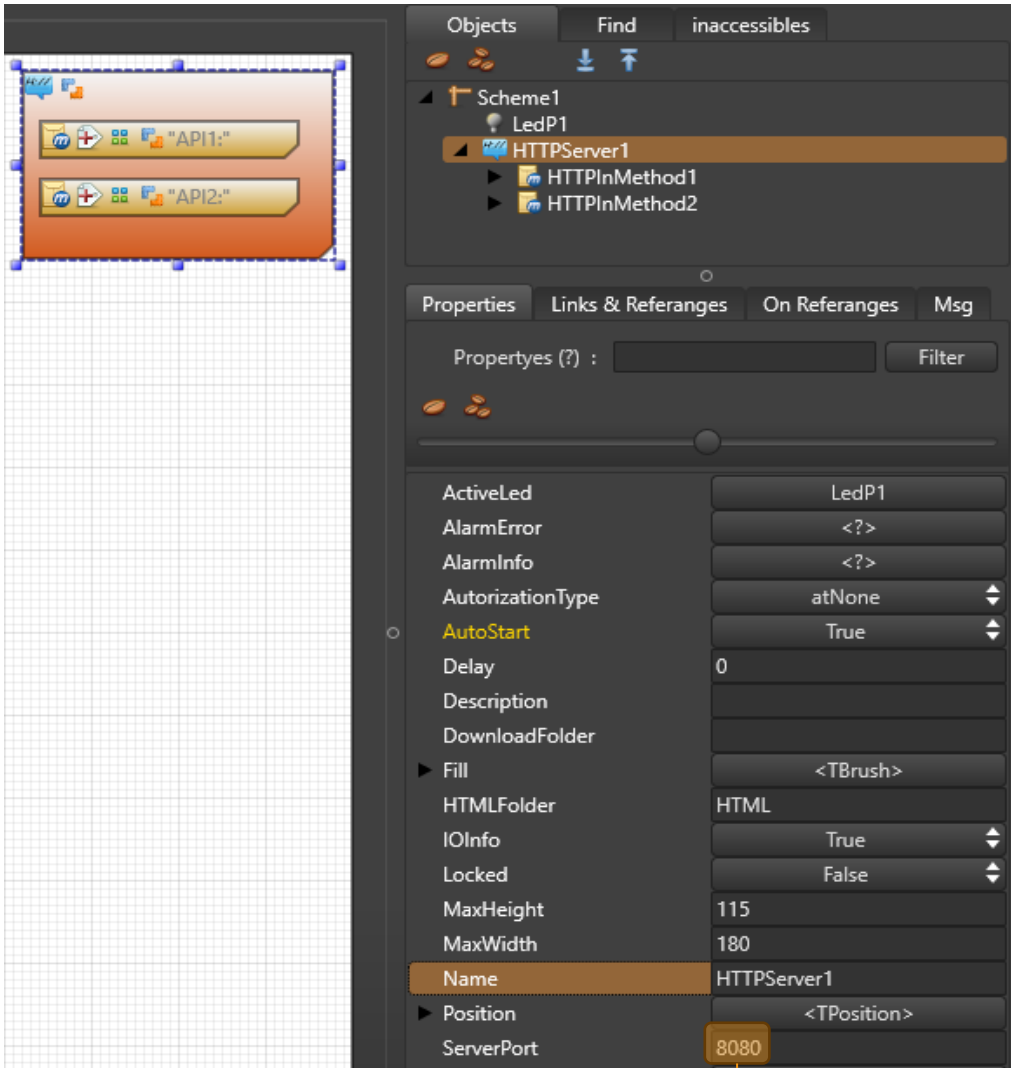 Objects Find inaccessibles
Scheme1
LedP1
HTTPServer1
HTTPInMethod1
HTTPInMethod2
"API1:"
"API2:"
Properties Links & Referanges On Referanges Msg
Propertyes (?) : Filter
ActiveLed LedP1
AlarmError <?>
AlarmInfo <?>
AutorizationType atNone
AutoStart True
Delay 0
Description
DownloadFolder
Fill <TBrush>
HTMLFolder HTML
IOInfo True
Locked False
MaxHeight 115
MaxWidth 180
Name HTTPServer1
Position <TPosition>
ServerPort 8080